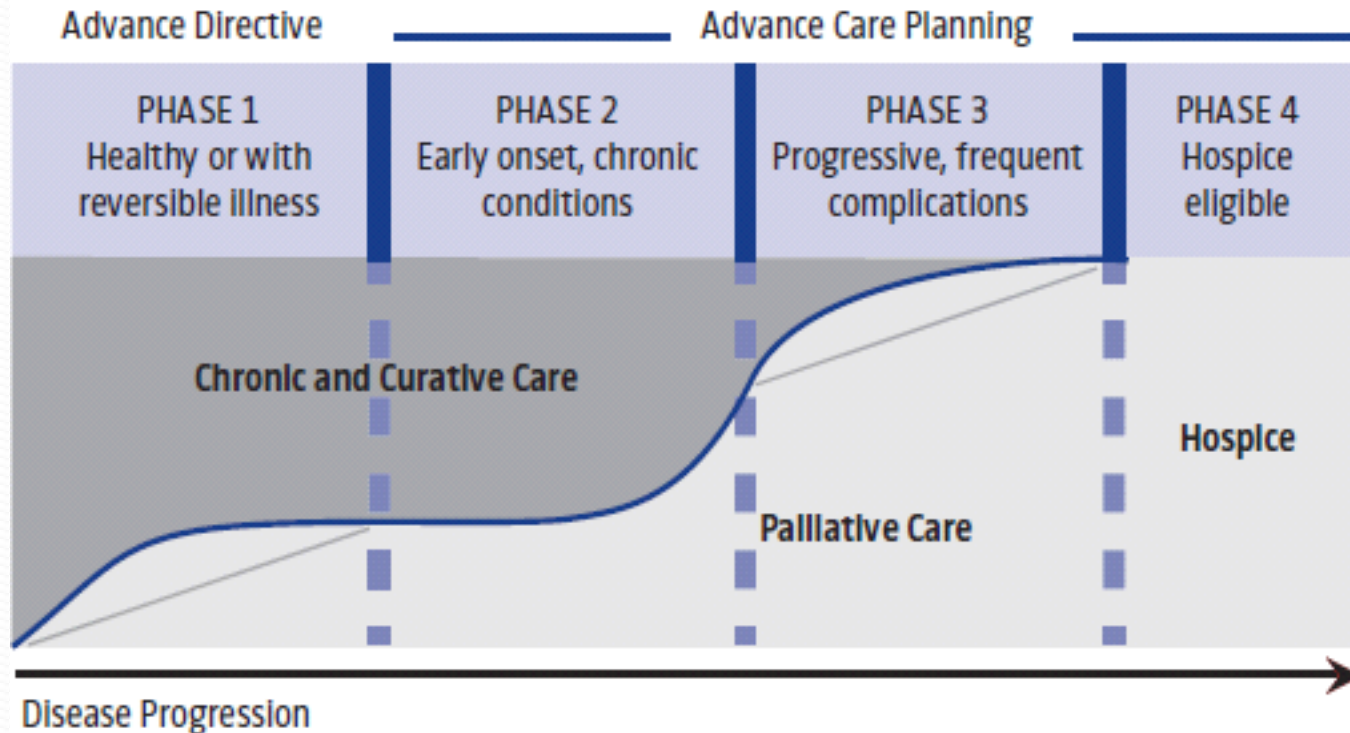 Advance Directive Advance Care Planning
PHASE 1
Healthy or with
reversible illness
PHASE 2
Early onset, chronic
conditions
PHASE 3
Progressive, frequent
complications
PHASE 4
Hospice
eligible
Chronic and Curative Care
Hospice
Palliative Care
Disease Progression